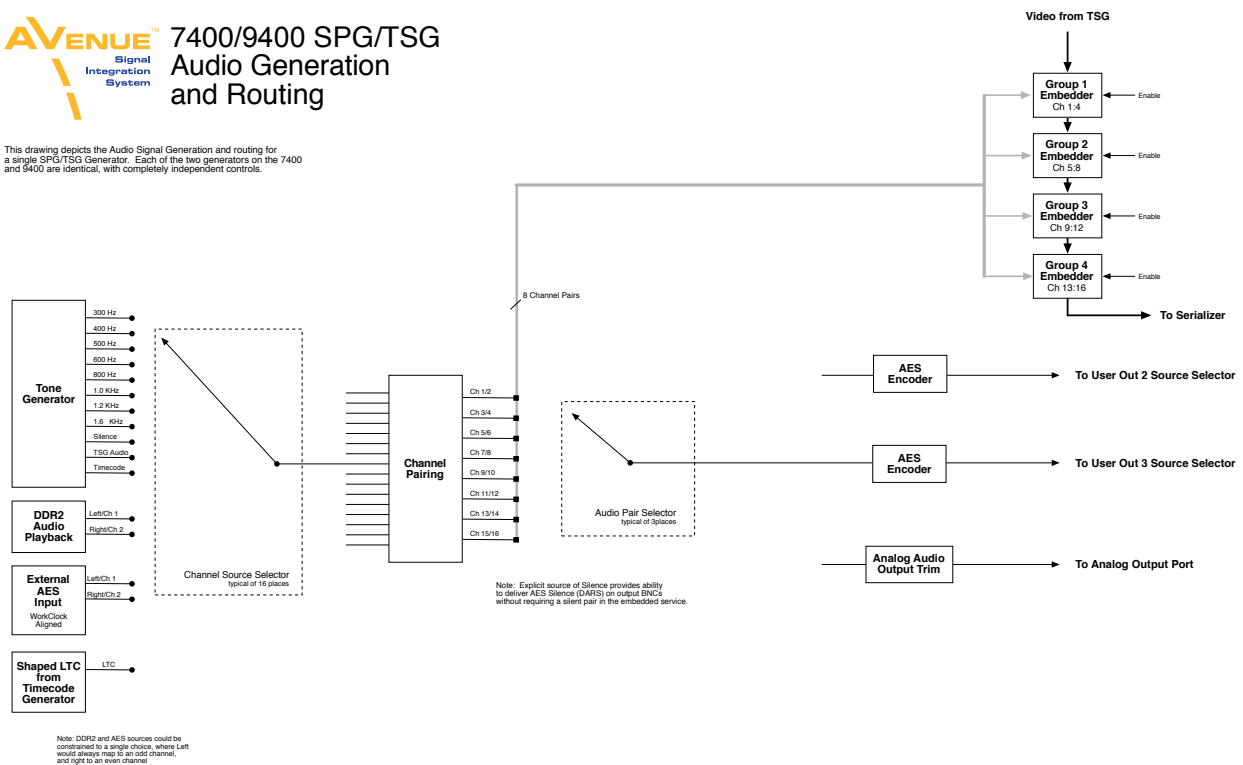 AVENUE™
Signal
Integration
System
7400/9400 SPG/TSG
Audio Generation
and Routing
This drawing depicts the Audio Signal Generation and routing for
a single SPG/TSG Generator. Each of the two generators on the 7400
and 9400 are identical, with completely independent controls.
Video from TSG
Group 1
Embedder
Ch 1:4
Enable
Group 2
Embedder
Ch 5:8
Enable
Group 3
Embedder
Ch 9:12
Enable
Group 4
Embedder
Ch 13:16
Enable
To Serializer
8 Channel Pairs
Tone
Generator
300 Hz
400 Hz
500 Hz
600 Hz
800 Hz
1.0 KHz
1.2 KHz
1.6 KHz
Silence
TSG Audio
Timecode
DDR2
Audio
Playback
Left/Ch 1
Right/Ch 2
External
AES
Input
WorkClock
Aligned
Left/Ch 1
Right/Ch 2
Shaped LTC
from
Timecode
Generator
LTC
Note: DDR2 and AES sources could be
constrained to a single choice, where Left
would always map to an odd channel,
and right to an even channel
Channel Source Selector
typical of 16 places
Channel
Pairing
Ch 1/2
Ch 3/4
Ch 5/6
Ch 7/8
Ch 9/10
Ch 11/12
Ch 13/14
Ch 15/16
Audio Pair Selector
typical of 3places
Note: Explicit source of Silence provides ability
to deliver AES Silence (DARS) on output BNCs
without requiring a silent pair in the embedded service.
AES
Encoder
To User Out 2 Source Selector
AES
Encoder
To User Out 3 Source Selector
Analog Audio
Output Trim
To Analog Output Port